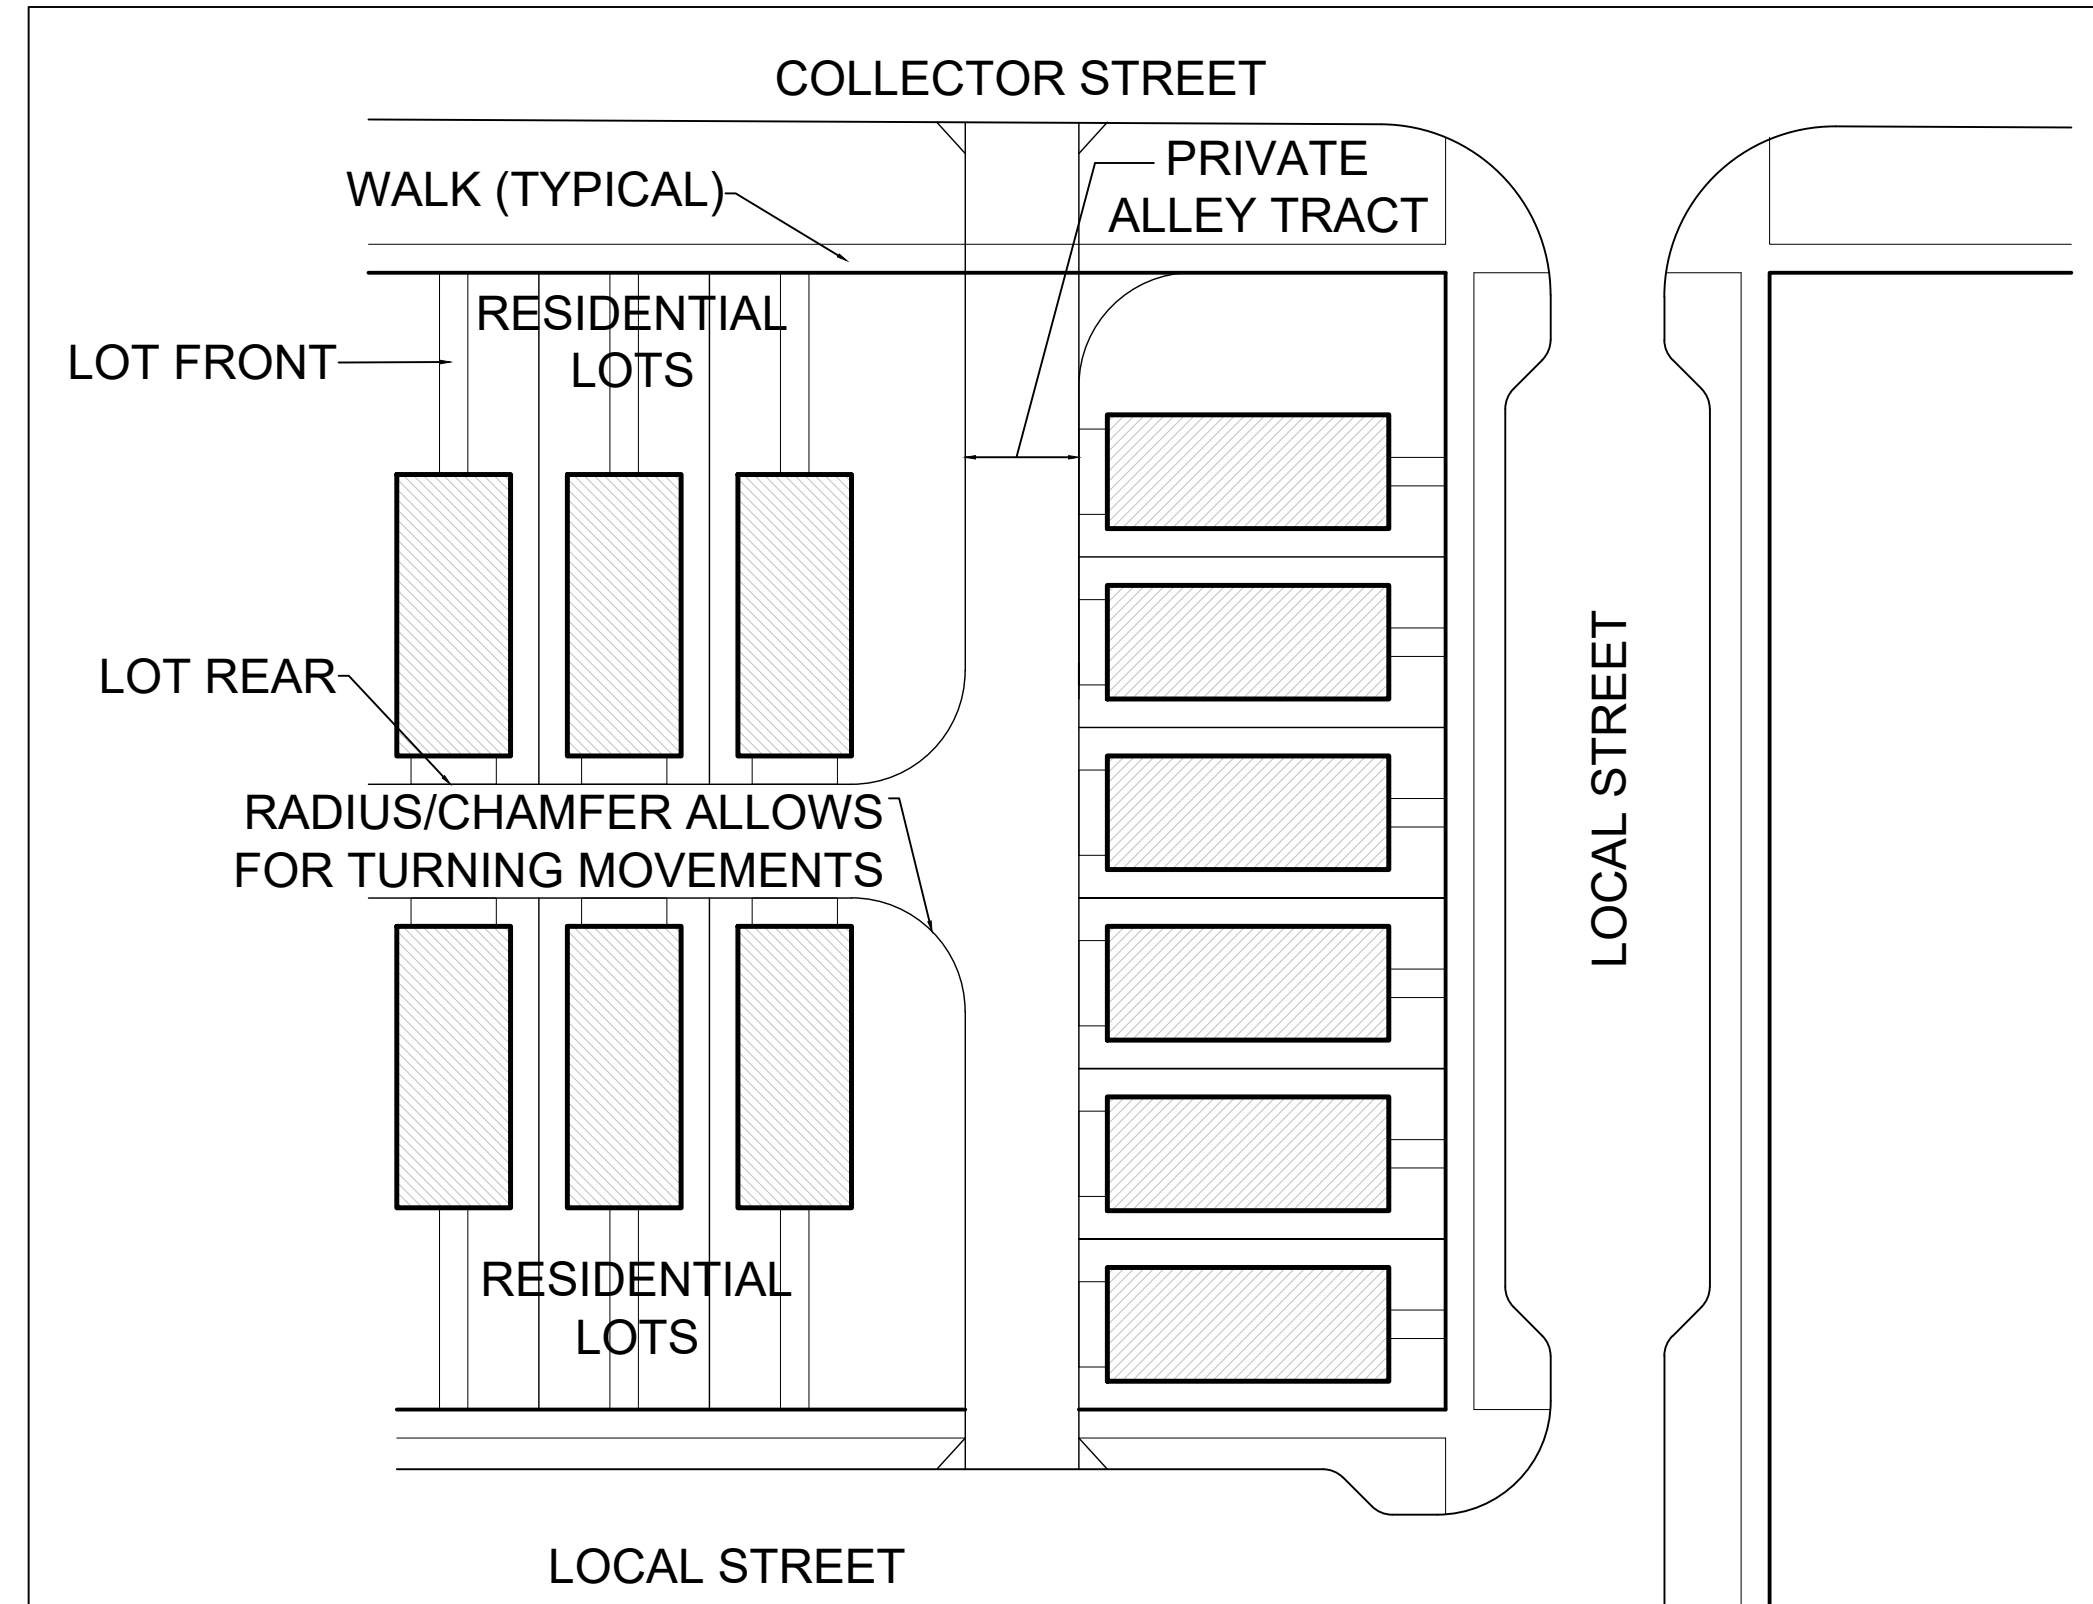 COLLECTOR STREET
PRIVATE
ALLEY TRACT
WALK (TYPICAL)
RESIDENTIAL
LOTS
LOT FRONT
LOT REAR
RADIUS/CHAMFER ALLOWS
FOR TURNING MOVEMENTS
LOCAL STREET
RESIDENTIAL
LOTS
LOCAL STREET